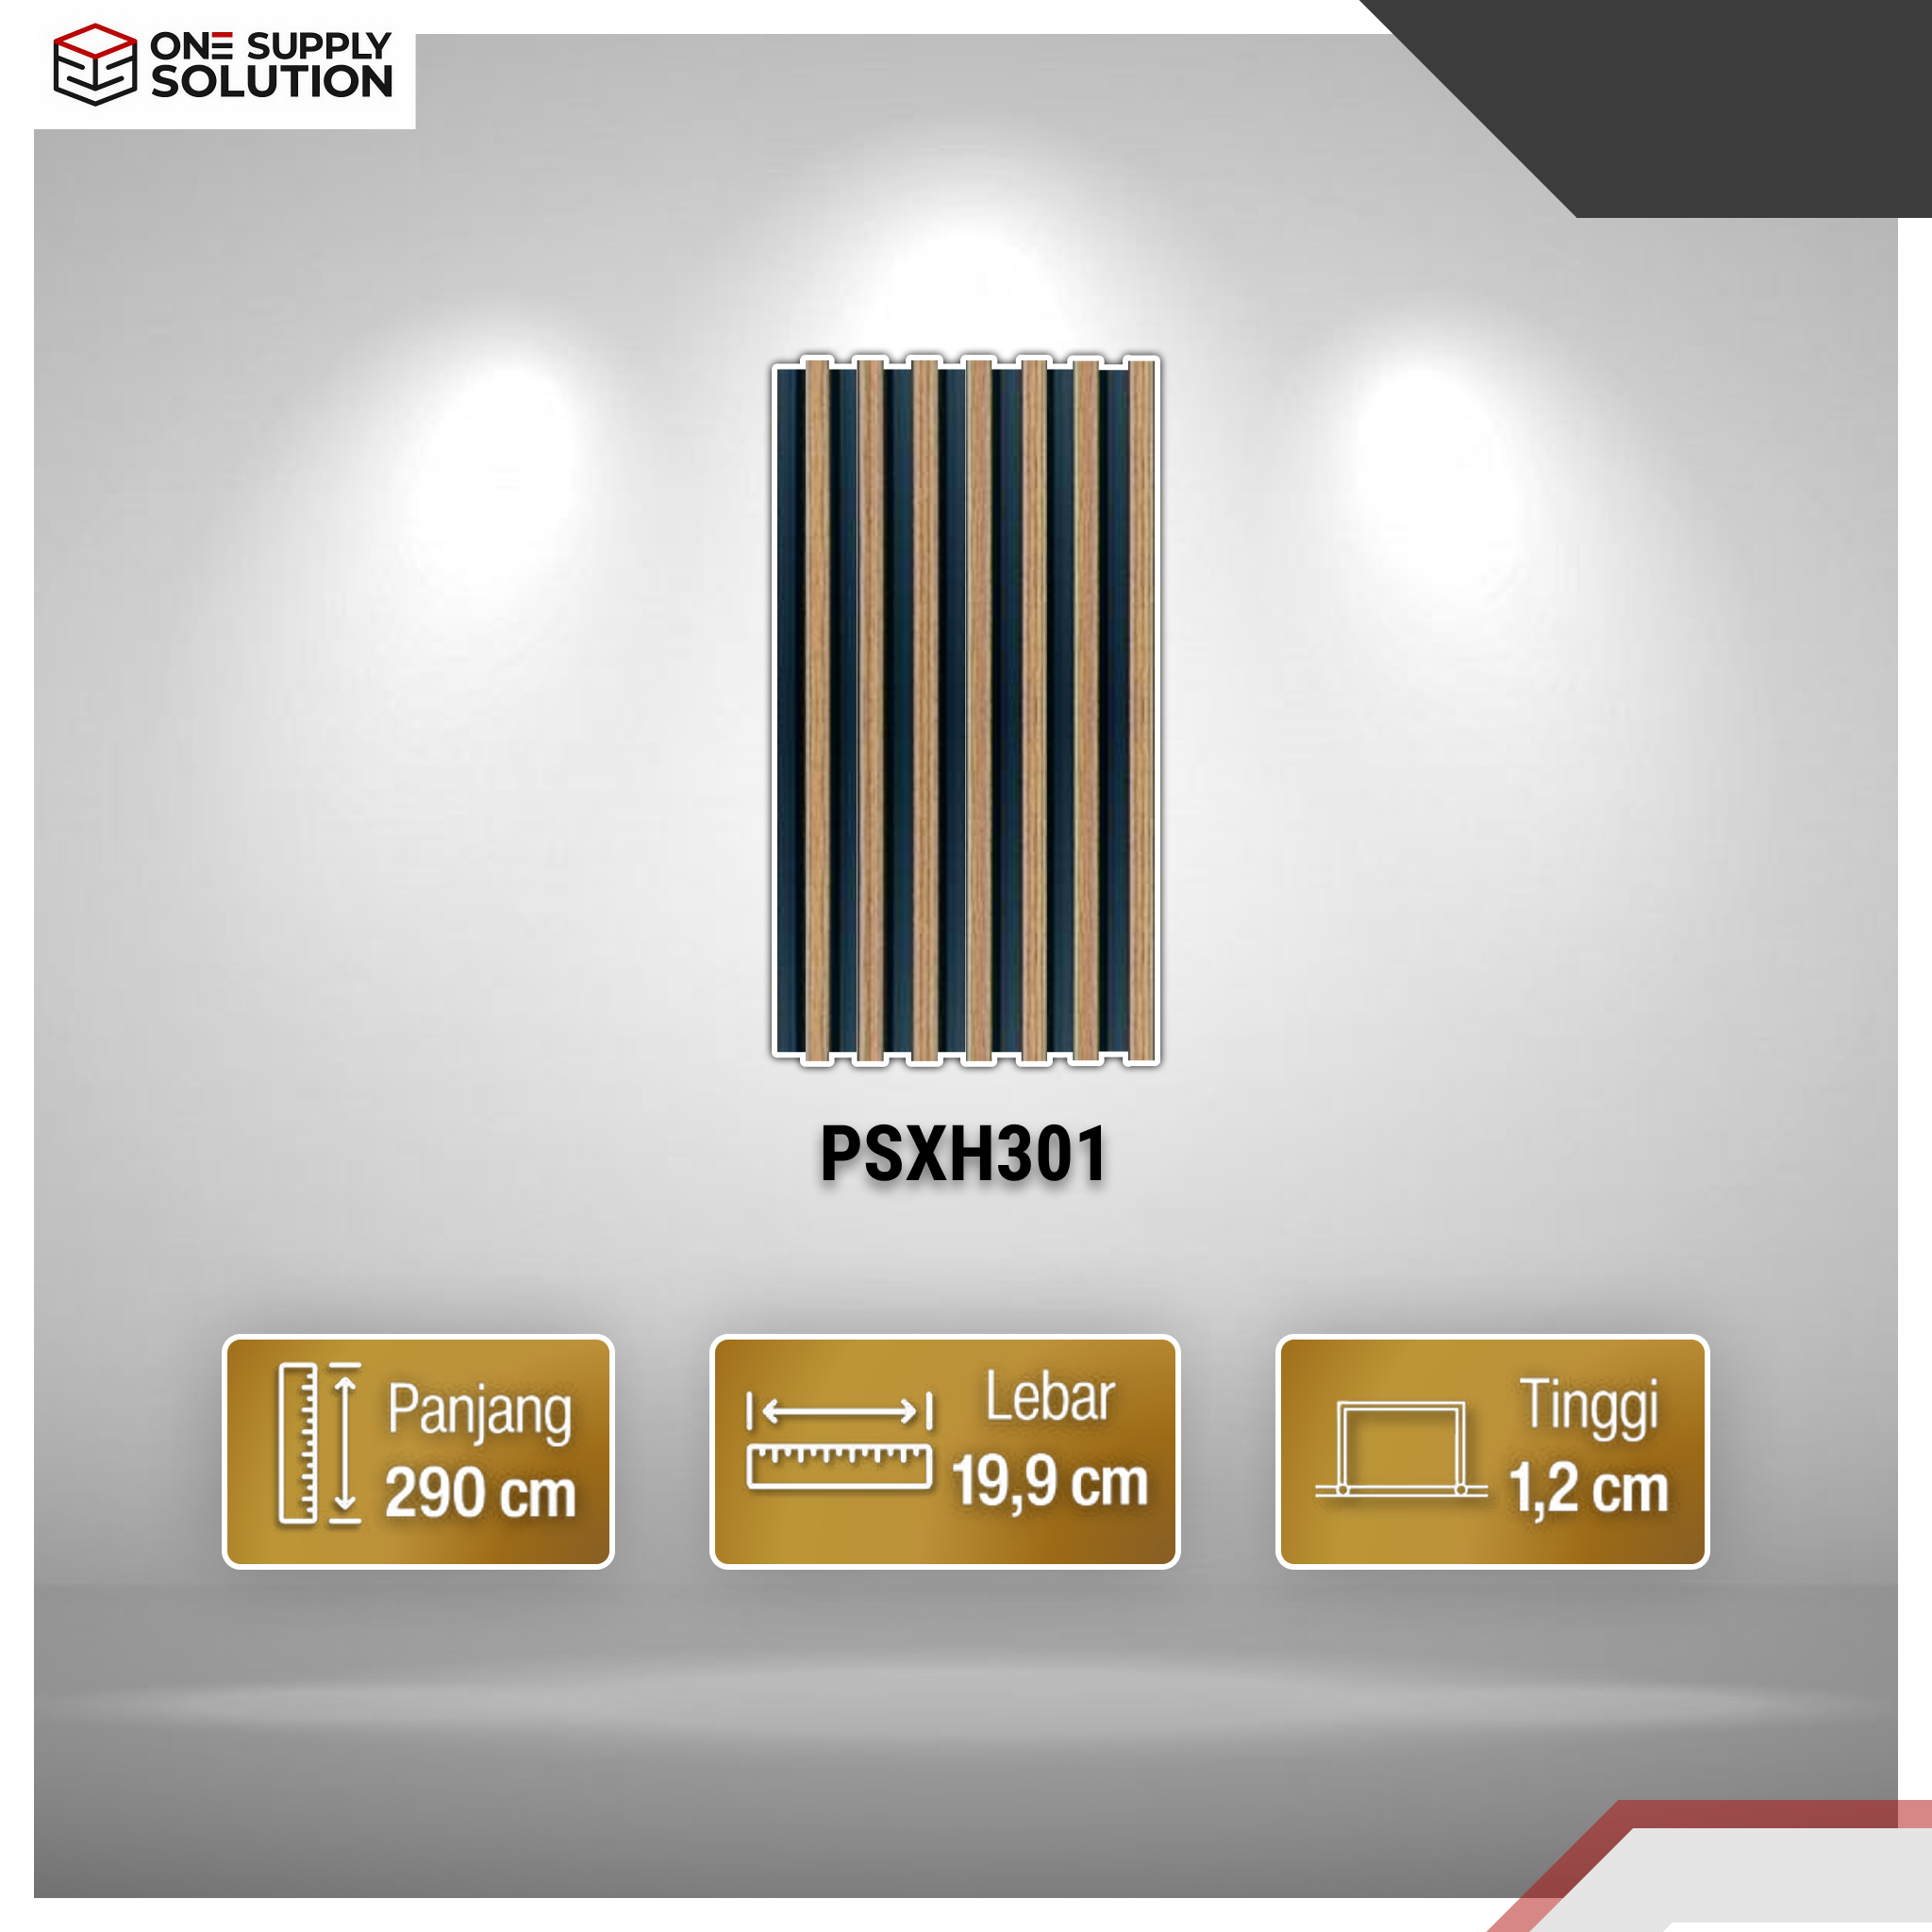 ONE SUPPLY
SOLUTION
PSXH301
Panjang
290 cm
Lebar
19,9 cm
Tinggi
1,2 cm